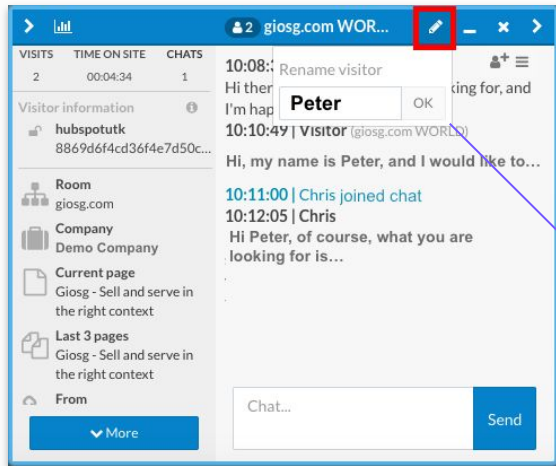 2 giosg.com WOR...
VISITS TIME ON SITE CHATS
2 00:04:34 1
Visitor information
hubspotutk
8869d6f4cd36f4e7d50c...
Room
giosg.com
Company
Demo Company
Current page
Giosg - Sell and serve in
the right context
Last 3 pages
Giosg - Sell and serve in
the right context
From
More
10:08:
Rename visitor
Peter OK
Hi ther king for, and
I'm hap
10:10:49 | Visitor (giosg.com WORLD)
Hi, my name is Peter, and I would like to...
10:11:00 | Chris joined chat
10:12:05 | Chris
Hi Peter, of course, what you are
looking for is...
Chat...
Send